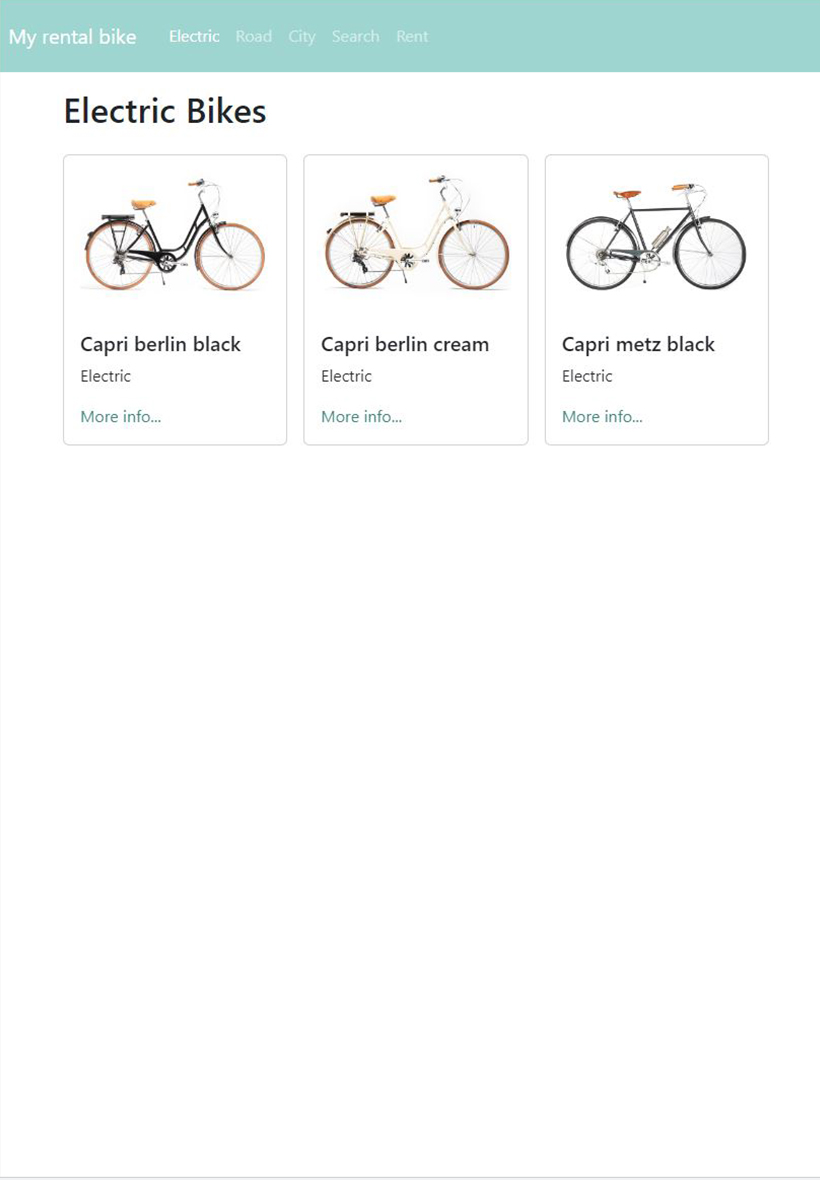 My rental bike Electric Road City Search Rent
Electric Bikes
Capri berlin black
Electric
More info...
Capri berlin cream
Electric
More info...
Capri metz black
Electric
More info...